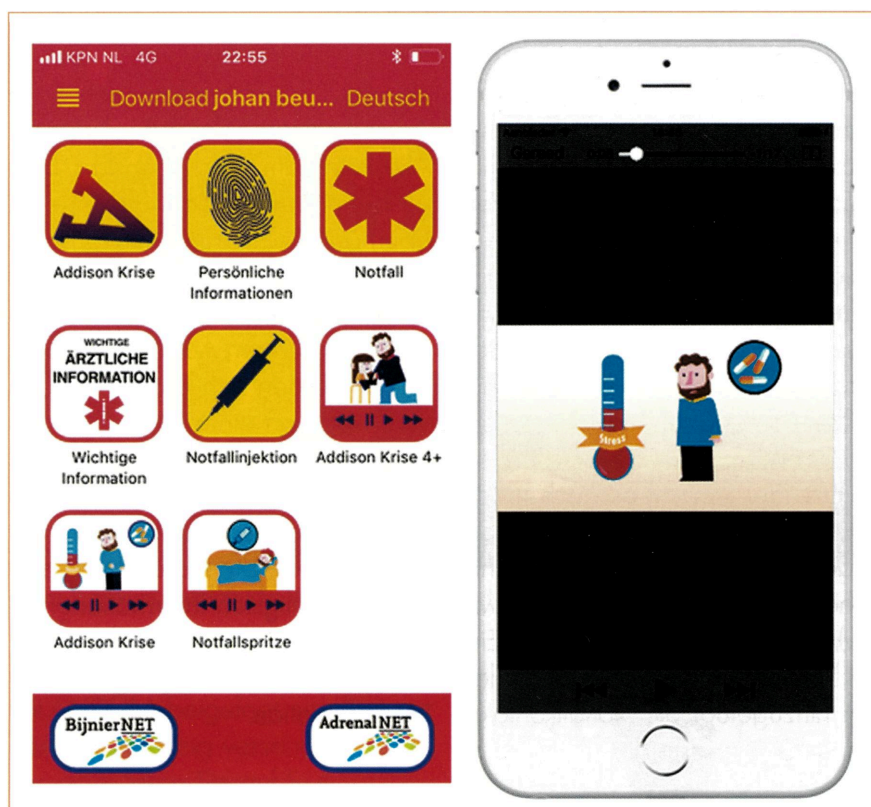 KPN NL 4G 22:55
Download johan beu... Deutsch
Addison Krise
Persönliche
Informationen
Notfall
WICHTIGE
ÄRZTLICHE
INFORMATION
Wichtige
Information
Notfallinjektion
Addison Krise 4+
Stress
Addison Krise
Notfallspritze
BijnierNET
AdrenalNET
Stress